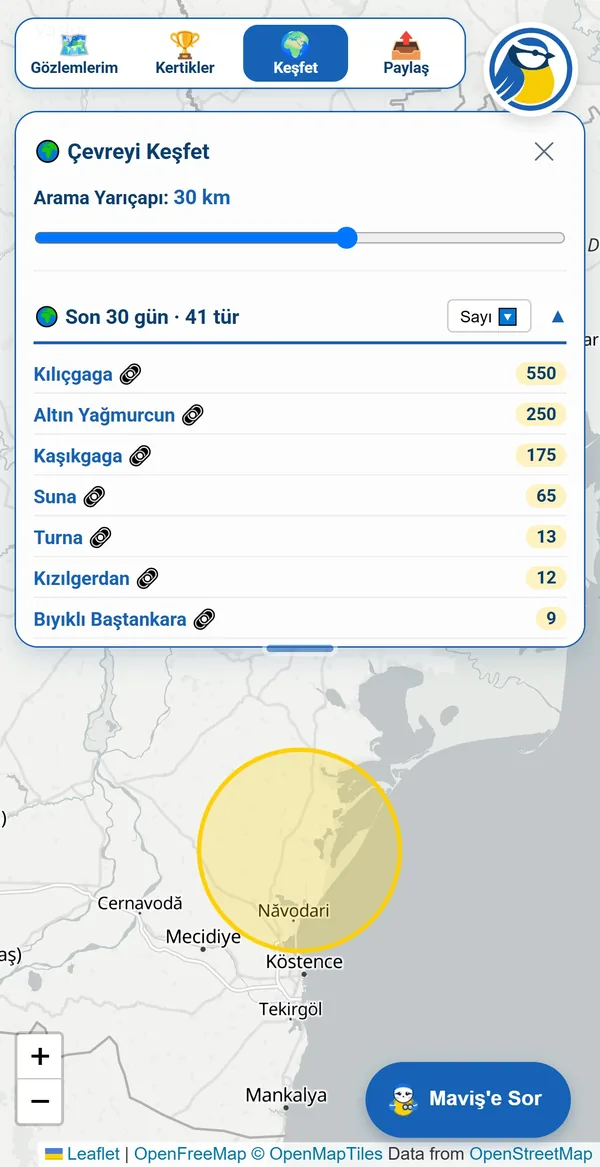 Gözlemlerim
Kertikler
Keşfet
Paylaş
Çevreyi Keşfet
Arama Yarıçapı: 30 km
Son 30 gün · 41 tür
Sayı
Kılıçgaga
550
Altın Yağmurcun
250
Kaşıkgaga
175
Suna
65
Turna
13
Kızılgerdan
12
Bıyıklı Baştankara
9
D
ar
)
Cernavodă
Năvodari
Mecidiye
aş)
Köstence
Tekirgöl
Mankalya
+
−
Maviş'e Sor
Leaflet | OpenFreeMap © OpenMapTiles Data from OpenStreetMap